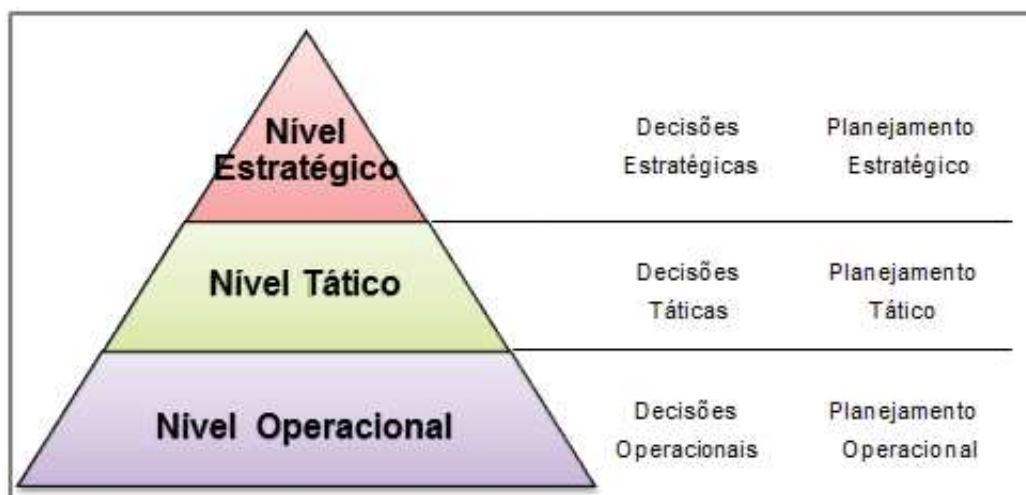 Nível
Estratégico
Decisões
Estratégicas
Planejamento
Estratégico
Nível Tático
Decisões
Táticas
Planejamento
Tático
Nível Operacional
Decisões
Operacionais
Planejamento
Operacional